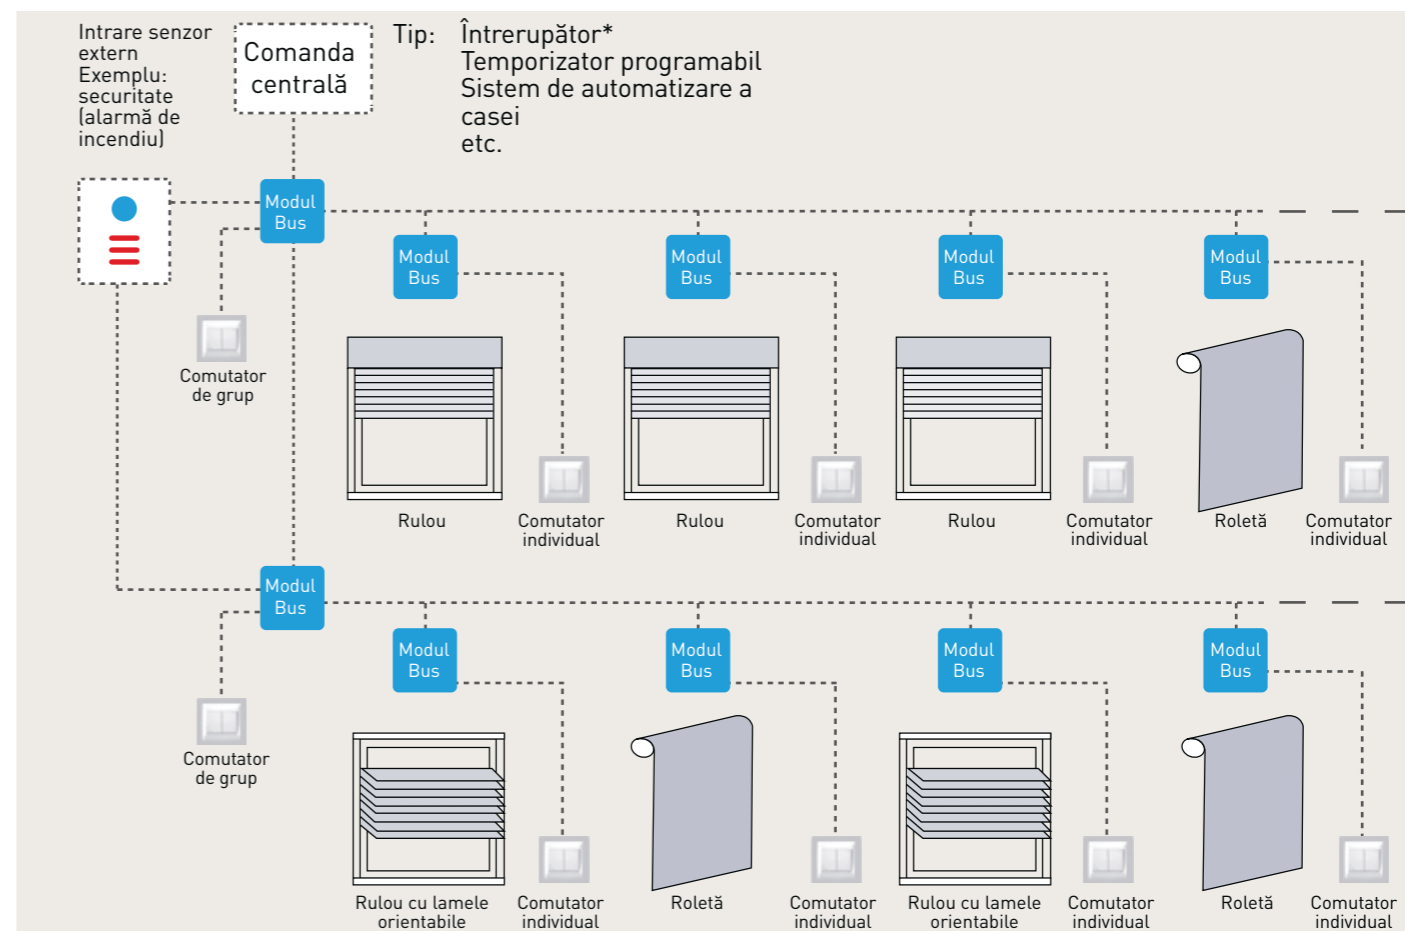 Intrare senzor
extern
Exemplu:
securitate
(alarmă de
incendiu)
Comanda
centrală
Tip: Întrerupător*
Temporizator programabil
Sistem de automatizare a
casei
etc.
Modul
Bus
Modul
Bus
Modul
Bus
Modul
Bus
Modul
Bus
Comutator
de grup
Rulou
Comutator
individual
Rulou
Comutator
individual
Rulou
Comutator
individual
Roletă
Comutator
individual
Modul
Bus
Modul
Bus
Modul
Bus
Modul
Bus
Modul
Bus
Comutator
de grup
Rulou cu lamele
orientabile
Comutator
individual
Roletă
Comutator
individual
Rulou cu lamele
orientabile
Comutator
individual
Roletă
Comutator
individual